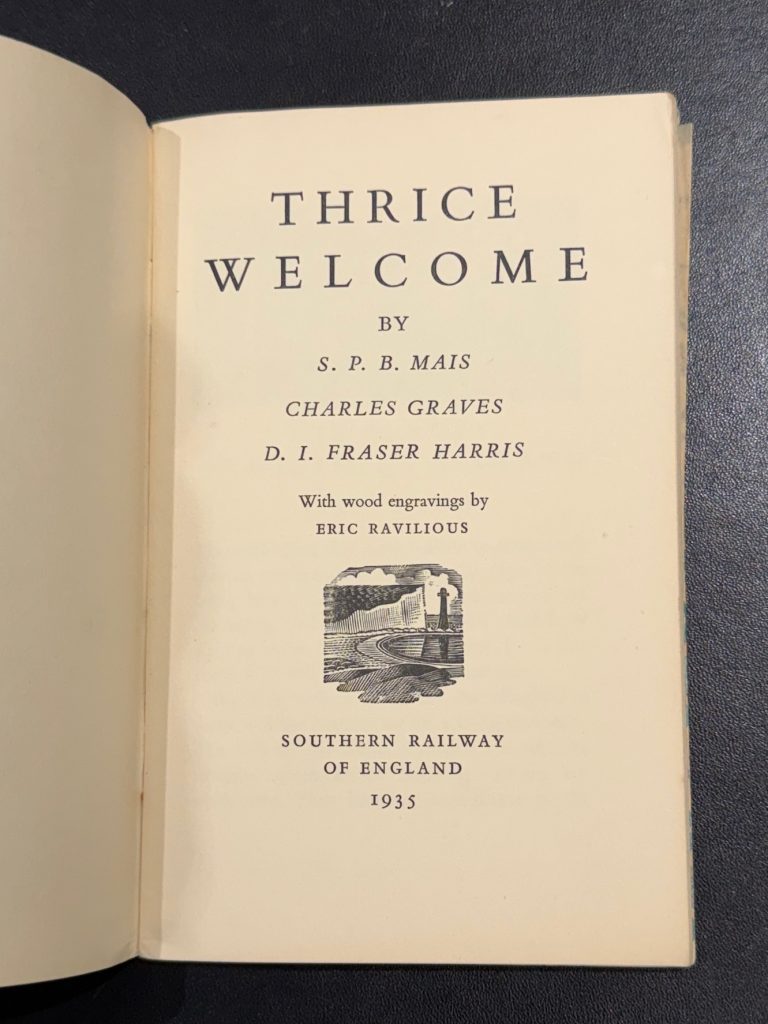 THRICE
WELCOME
BY
S. P. B. MAIS
CHARLES GRAVES
D. I. FRASER HARRIS
With wood engravings by
ERIC RAVILIOUS
SOUTHERN RAILWAY
OF ENGLAND
1935